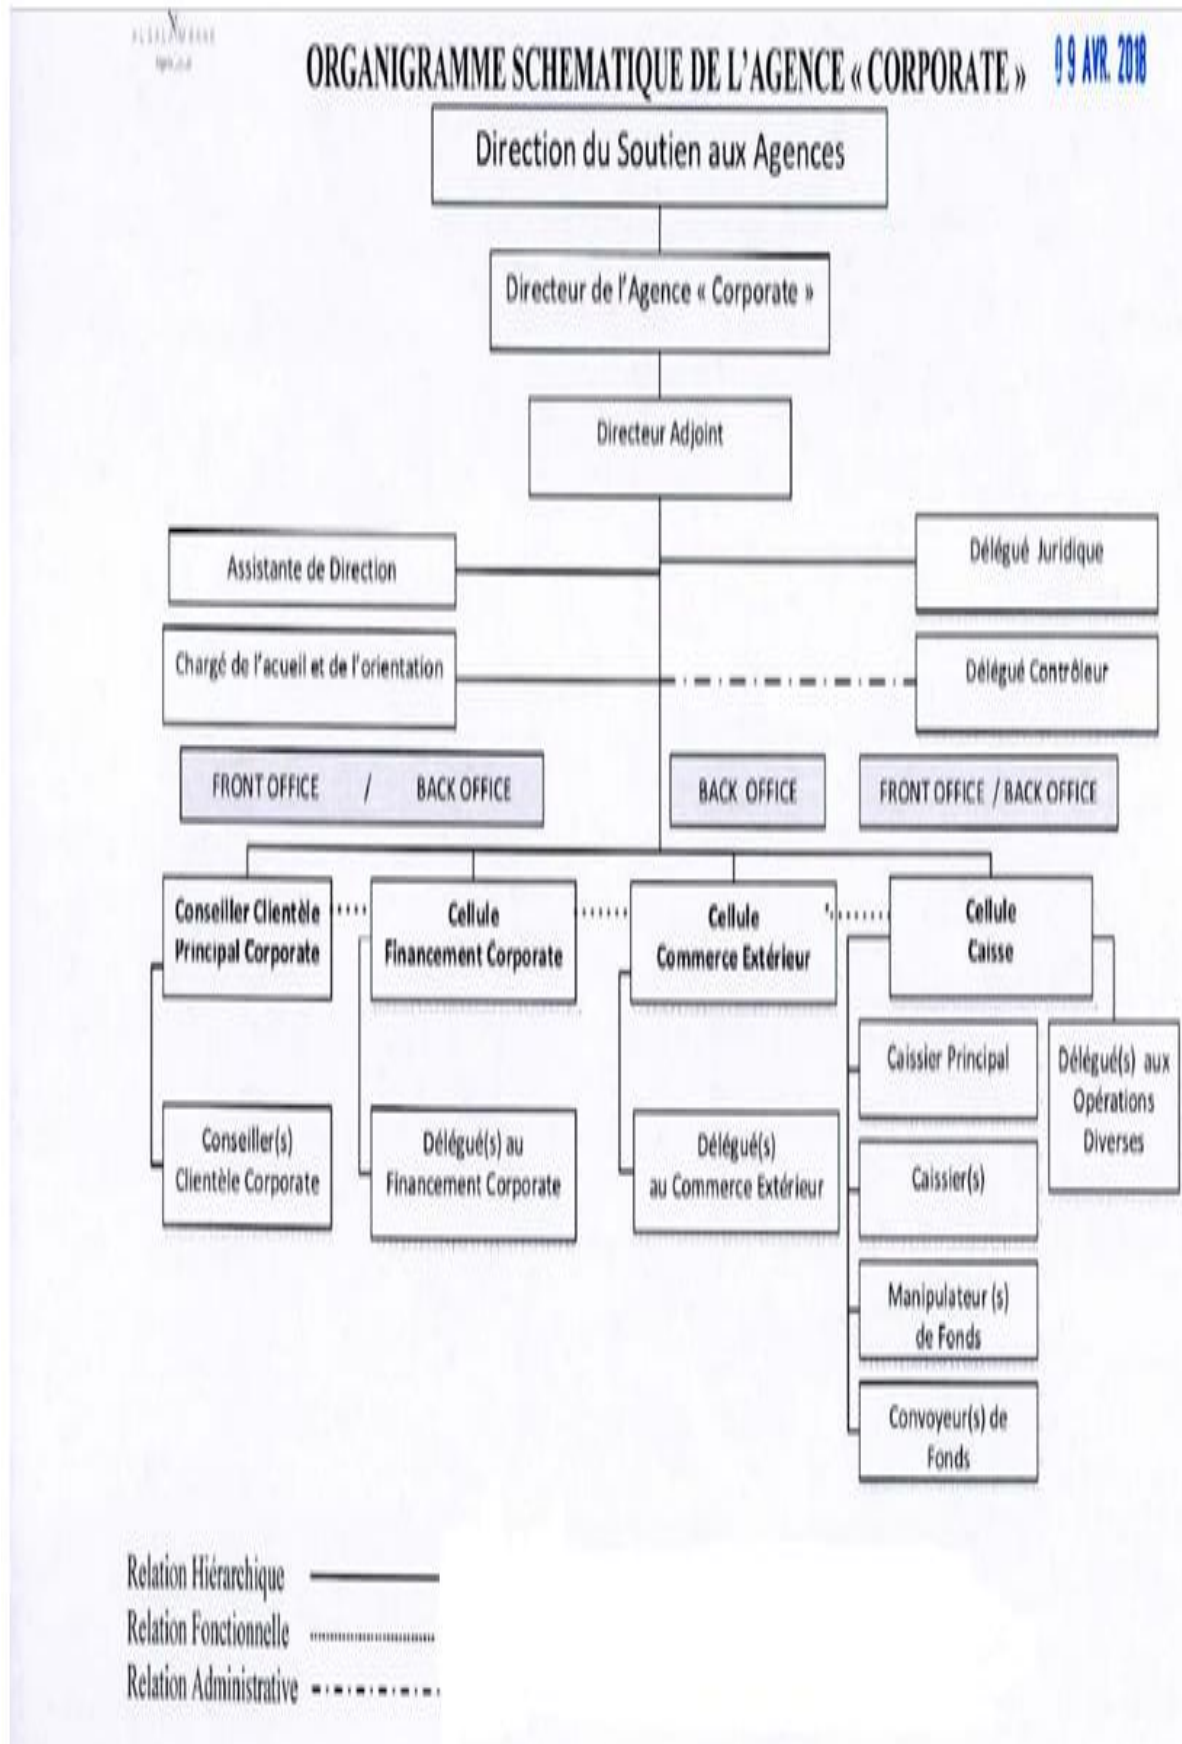 ORGANIGRAMME SCHEMATIQUE DE L'AGENCE « CORPORATE »
09 AVR. 2018
Direction du Soutien aux Agences
Directeur de l'Agence « Corporate »
Directeur Adjoint
Assistante de Direction
Délégué Juridique
Chargé de l'acueil et de l'orientation
Délégué Contrôleur
FRONT OFFICE / BACK OFFICE
BACK OFFICE
FRONT OFFICE / BACK OFFICE
Conseiller Clientèle
Principal Corporate
Cellule
Financement Corporate
Cellule
Commerce Extérieur
Cellule
Caisse
Caissier Principal
Délégué(s) aux
Opérations
Diverses
Conseiller(s)
Clientèle Corporate
Délégué(s) au
Financement Corporate
Délégué(s)
au Commerce Extérieur
Caissier(s)
Manipulateur (s)
de Fonds
Convoyeur(s) de
Fonds
Relation Hiérarchique
Relation Fonctionnelle
Relation Administrative